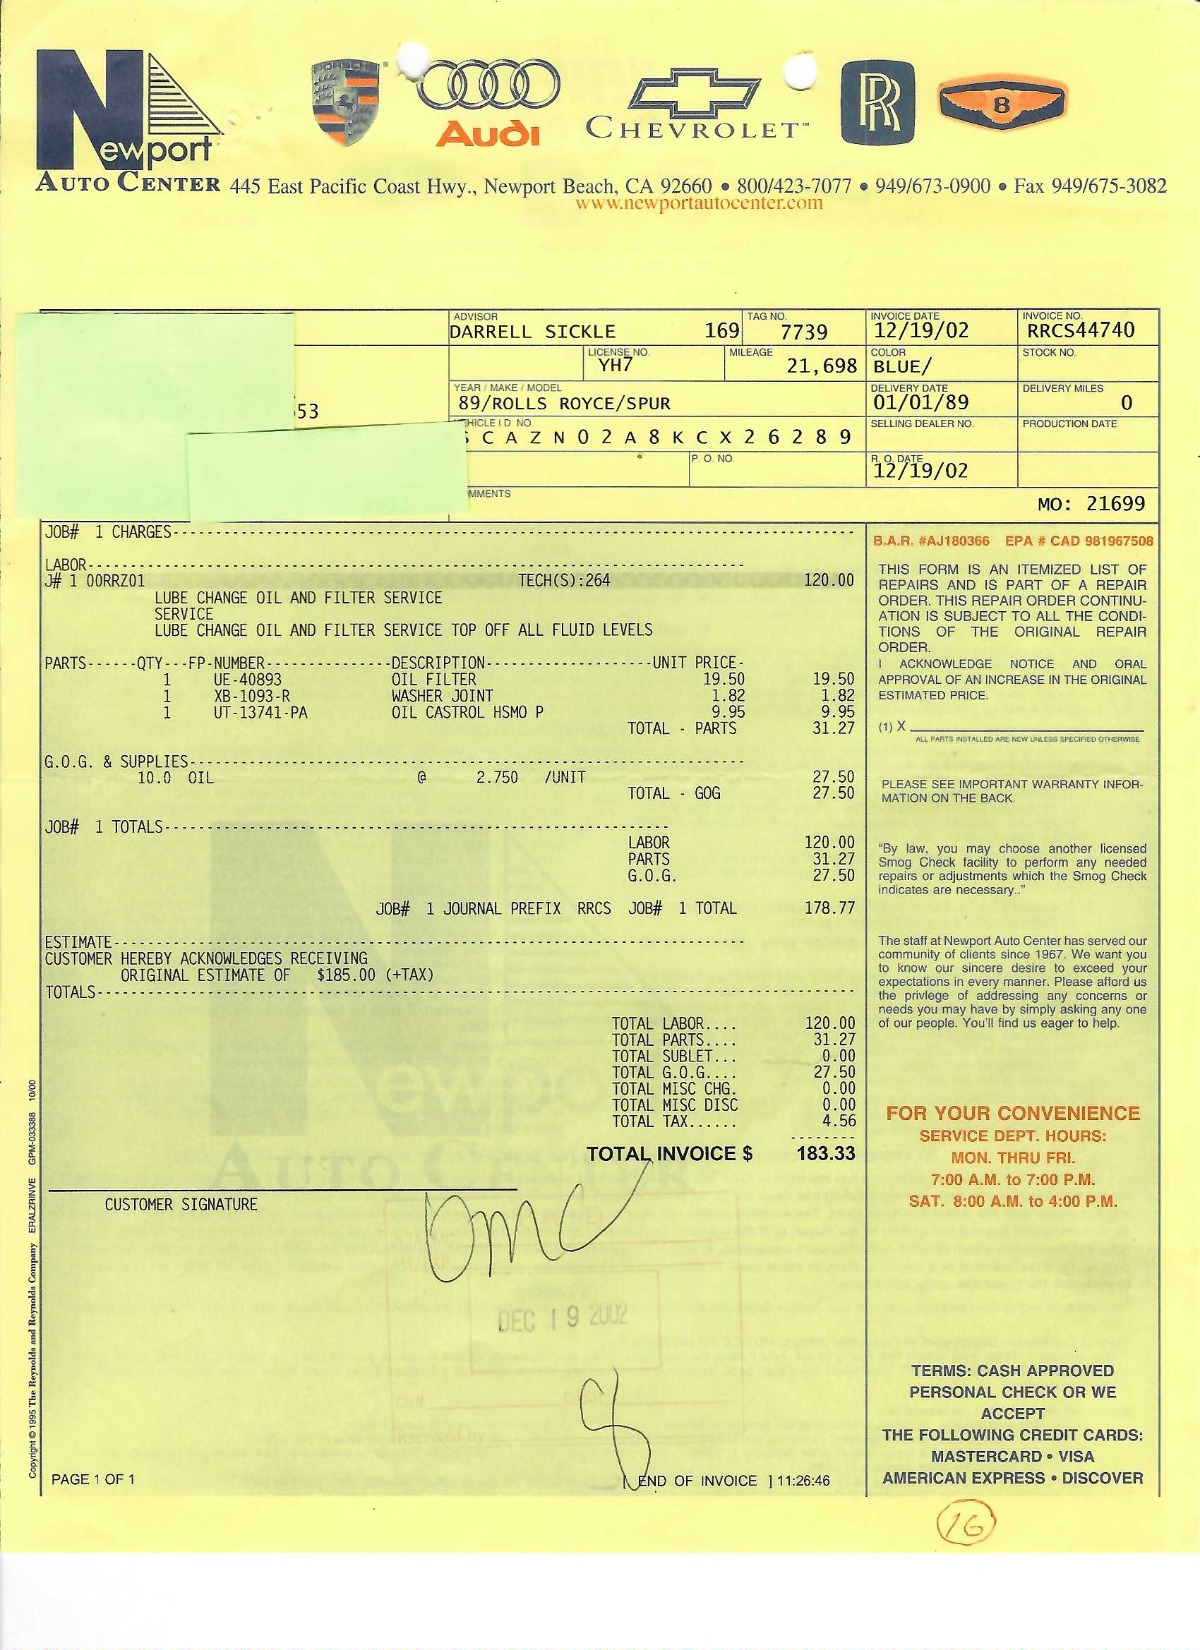 Newport
PORSCHE
Audi
CHEVROLET
RR
B
AUTO CENTER 445 East Pacific Coast Hwy., Newport Beach, CA 92660 • 800/423-7077 • 949/673-0900 • Fax 949/675-3082
www.newportautocenter.com
ADVISOR
DARRELL SICKLE 169
TAG NO.
7739
INVOICE DATE
12/19/02
INVOICE NO.
RRCS44740
LICENSE NO.
YH7
MILEAGE
21,698
COLOR
BLUE/
STOCK NO.
53
YEAR / MAKE / MODEL
89/ROLLS ROYCE/SPUR
DELIVERY DATE
01/01/89
DELIVERY MILES
0
VEHICLE I.D. NO.
SCAZN02A8KCX26289
SELLING DEALER NO.
PRODUCTION DATE
P. O. NO.
R. O. DATE
12/19/02
MMENTS
MO: 21699
JOB# 1 CHARGES
LABOR
J# 1 00RRZ01 TECH(S):264 120.00
LUBE CHANGE OIL AND FILTER SERVICE
SERVICE
LUBE CHANGE OIL AND FILTER SERVICE TOP OFF ALL FLUID LEVELS
PARTS------QTY---FP-NUMBER-------------DESCRIPTION--------------------UNIT PRICE-
1 UE-40893 OIL FILTER 19.50 19.50
1 XB-1093-R WASHER JOINT 1.82 1.82
1 UT-13741-PA OIL CASTROL HSMO P 9.95 9.95
TOTAL - PARTS 31.27
G.O.G. & SUPPLIES
10.0 OIL @ 2.750 /UNIT 27.50
TOTAL - GOG 27.50
JOB# 1 TOTALS
LABOR 120.00
PARTS 31.27
G.O.G. 27.50
JOB# 1 JOURNAL PREFIX RRCS JOB# 1 TOTAL 178.77
ESTIMATE
CUSTOMER HEREBY ACKNOWLEDGES RECEIVING
ORIGINAL ESTIMATE OF $185.00 (+TAX)
TOTALS
TOTAL LABOR.... 120.00
TOTAL PARTS.... 31.27
TOTAL SUBLET... 0.00
TOTAL G.O.G.... 27.50
TOTAL MISC CHG. 0.00
TOTAL MISC DISC 0.00
TOTAL TAX...... 4.56
TOTAL INVOICE $ 183.33
CUSTOMER SIGNATURE
DEC 19 2002
PAGE 1 OF 1
[ END OF INVOICE ] 11:26:46
B.A.R. #AJ180366 EPA # CAD 981967508
THIS FORM IS AN ITEMIZED LIST OF
REPAIRS AND IS PART OF A REPAIR
ORDER. THIS REPAIR ORDER CONTINU-
ATION IS SUBJECT TO ALL THE CONDI-
TIONS OF THE ORIGINAL REPAIR
ORDER.
I ACKNOWLEDGE NOTICE AND ORAL
APPROVAL OF AN INCREASE IN THE ORIGINAL
ESTIMATED PRICE.
(1) X
ALL PARTS INSTALLED ARE NEW UNLESS SPECIFIED OTHERWISE
PLEASE SEE IMPORTANT WARRANTY INFOR-
MATION ON THE BACK.
"By law, you may choose another licensed
Smog Check facility to perform any needed
repairs or adjustments which the Smog Check
indicates are necessary.."
The staff at Newport Auto Center has served our
community of clients since 1967. We want you
to know our sincere desire to exceed your
expectations in every manner. Please afford us
the privlege of addressing any concerns or
needs you may have by simply asking any one
of our people. You'll find us eager to help.
FOR YOUR CONVENIENCE
SERVICE DEPT. HOURS:
MON. THRU FRI.
7:00 A.M. to 7:00 P.M.
SAT. 8:00 A.M. to 4:00 P.M.
TERMS: CASH APPROVED
PERSONAL CHECK OR WE
ACCEPT
THE FOLLOWING CREDIT CARDS:
MASTERCARD • VISA
AMERICAN EXPRESS • DISCOVER
16
Copyright © 1995 The Reynolds and Reynolds Company ERALZRINVE GPM-033388 10/00